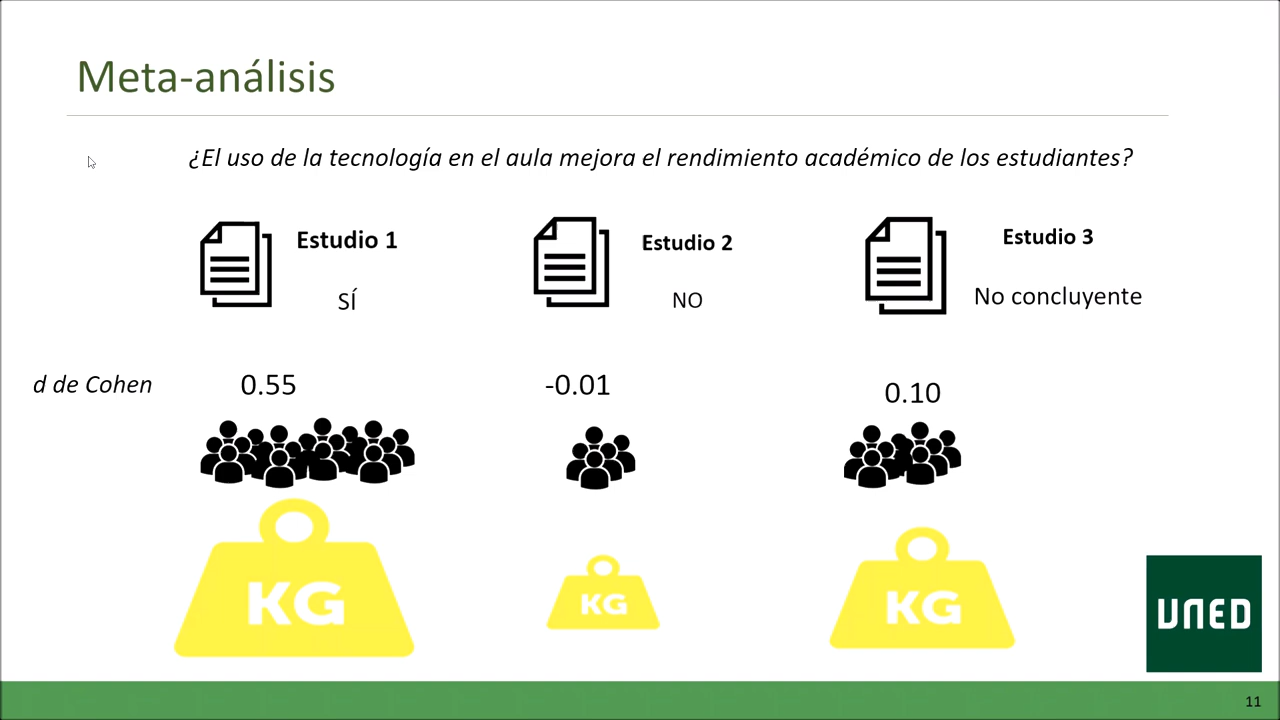 Meta-análisis
¿El uso de la tecnología en el aula mejora el rendimiento académico de los estudiantes?
Estudio 1
SÍ
Estudio 2
NO
Estudio 3
No concluyente
d de Cohen
0.55
-0.01
0.10
KG
KG
KG
UNED
11